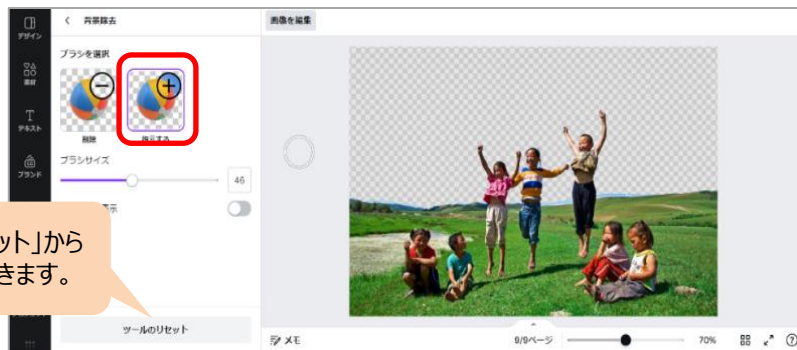 デザイン
素材
テキスト
ブランド
背景除去
ブラシを選択
削除
ブラシサイズ
46
表示
ツールのリセット
ット」から
きます。
画像を編集
メモ
9/9ページ
70%